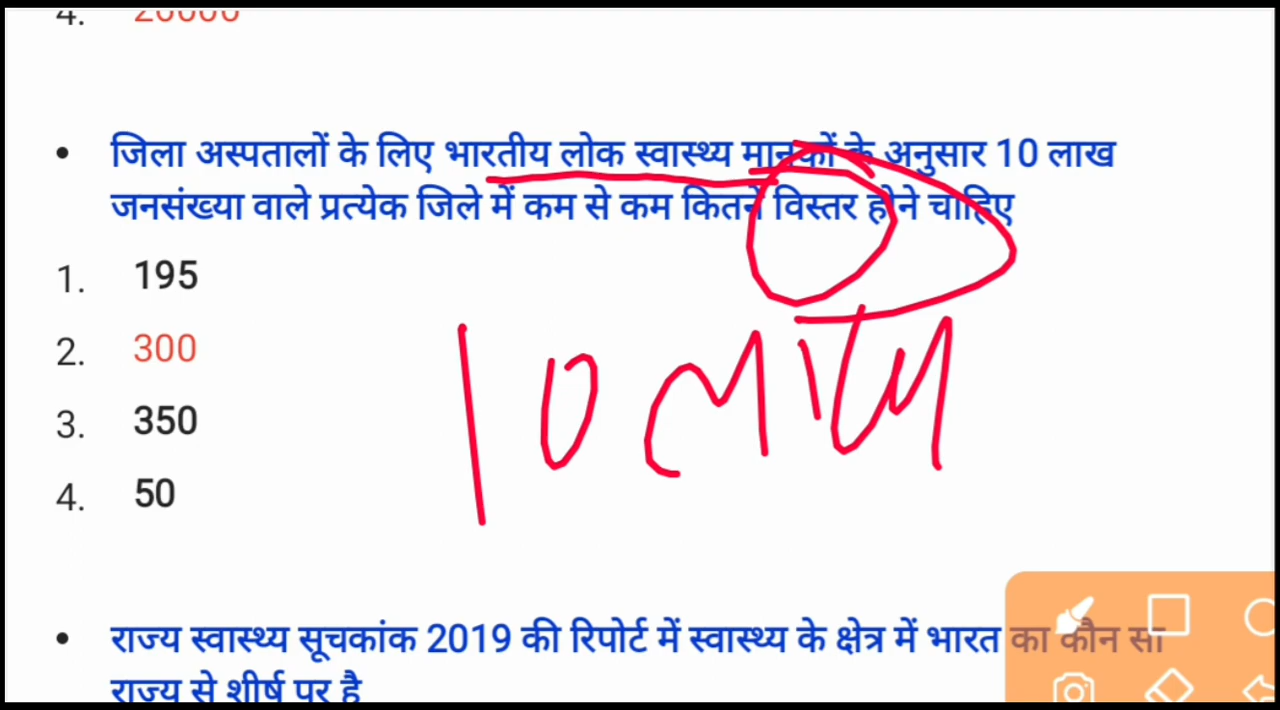 4. 20000
• जिला अस्पतालों के लिए भारतीय लोक स्वास्थ्य मानकों के अनुसार 10 लाख
जनसंख्या वाले प्रत्येक जिले में कम से कम कितने विस्तर होने चाहिए
1. 195
2. 300
10 लाख
3. 350
4. 50
• राज्य स्वास्थ्य सूचकांक 2019 की रिपोर्ट में स्वास्थ्य के क्षेत्र में भारत का कौन सा
राज्य से शीर्ष पर है